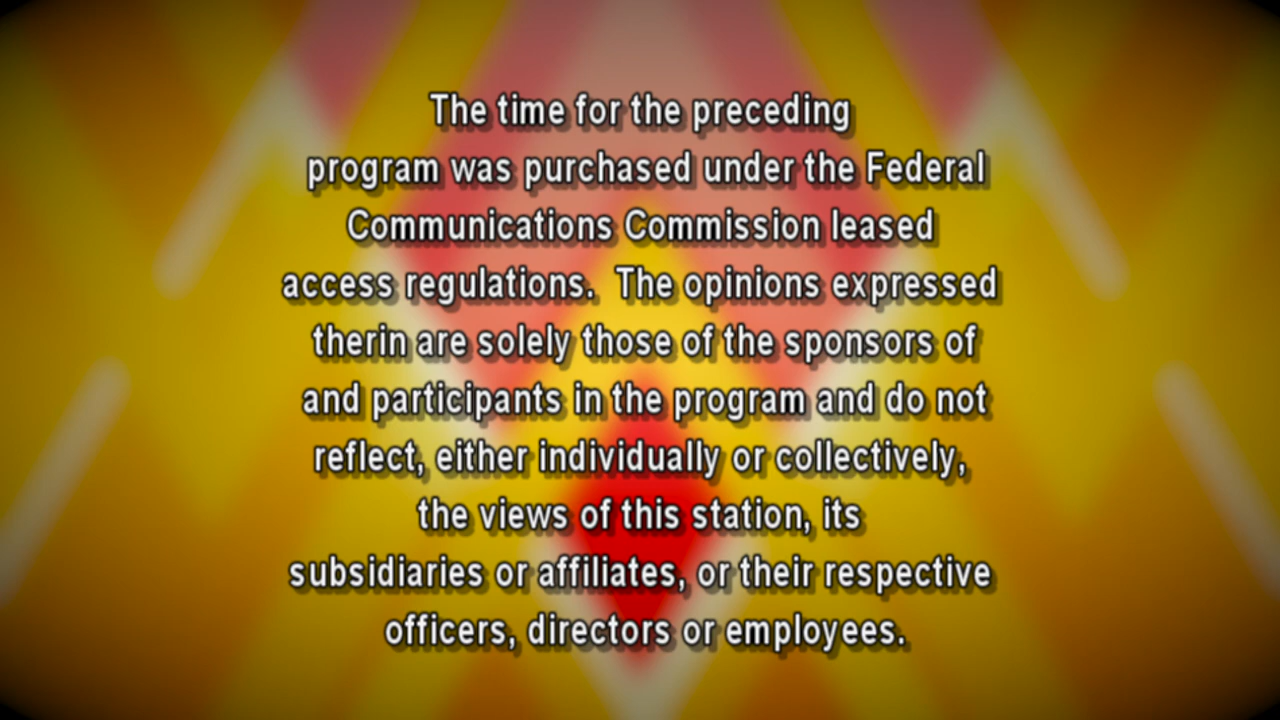 The time for the preceding
program was purchased under the Federal
Communications Commission leased
access regulations.  The opinions expressed
therin are solely those of the sponsors of
and participants in the program and do not
reflect, either individually or collectively,
the views of this station, its
subsidiaries or affiliates, or their respective
officers, directors or employees.